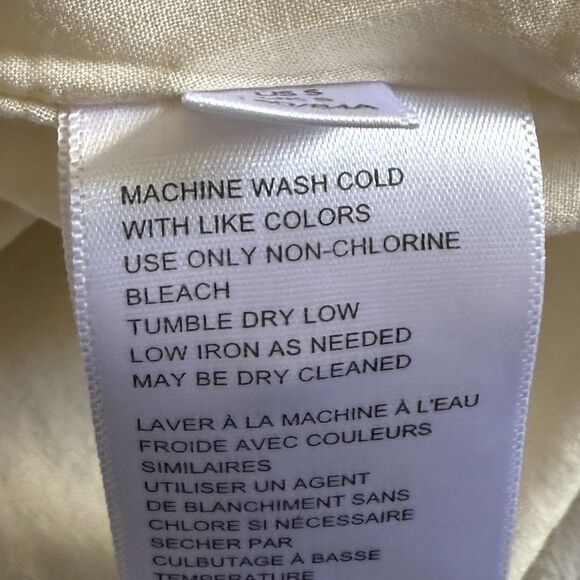 US S
MACHINE WASH COLD
WITH LIKE COLORS
USE ONLY NON-CHLORINE
BLEACH
TUMBLE DRY LOW
LOW IRON AS NEEDED
MAY BE DRY CLEANED
LAVER À LA MACHINE À L'EAU
FROIDE AVEC COULEURS
SIMILAIRES
UTILISER UN AGENT
DE BLANCHIMENT SANS
CHLORE SI NÉCESSAIRE
SECHER PAR
CULBUTAGE À BASSE
TEMPERATURE